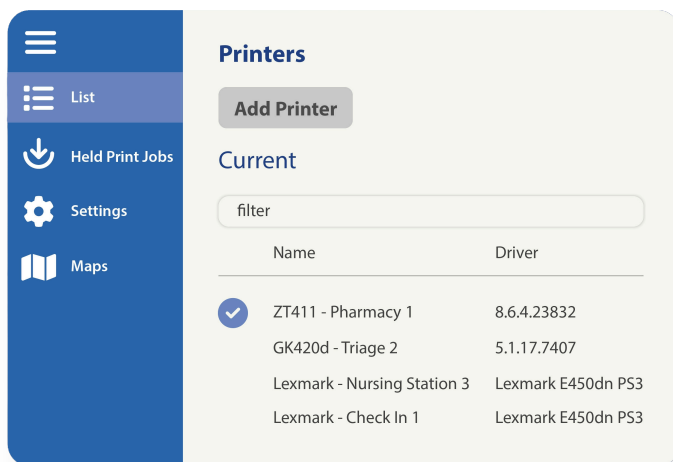 Printers
List
Add Printer
Held Print Jobs
Current
Settings
filter
Maps
Name Driver
ZT411 - Pharmacy 1 8.6.4.23832
GK420d - Triage 2 5.1.17.7407
Lexmark - Nursing Station 3 Lexmark E450dn PS3
Lexmark - Check In 1 Lexmark E450dn PS3